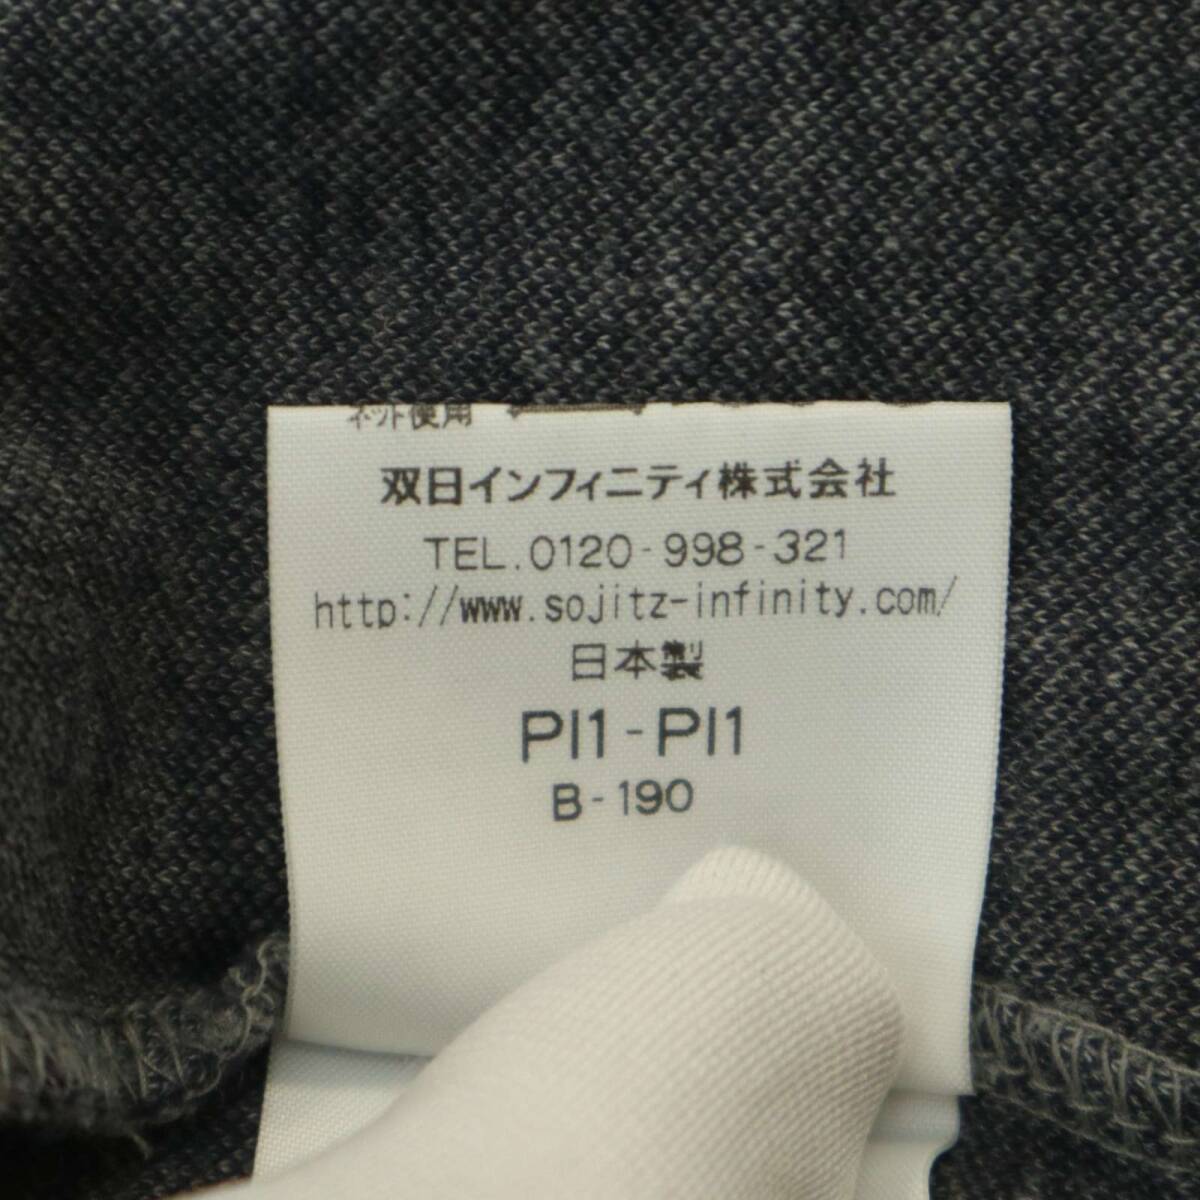 ネット使用
双日インフィニティ株式会社
TEL.0120-998-321
http://www.sojitz-infinity.com/
日本製
PI1-PI1
B-190